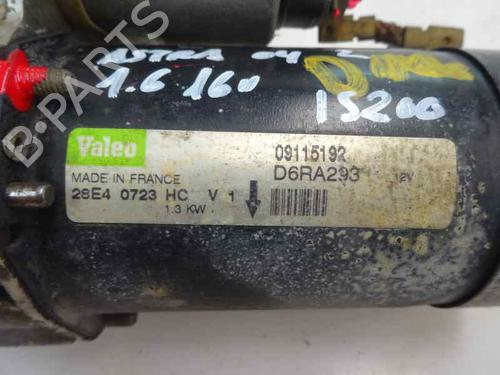 ASTRA 04 2
1.6 16v
15200
Valeo
09115192
MADE IN FRANCE
D6RA293
12V
28E4 0723 HC V 1
1.3 KW
B-PARTS